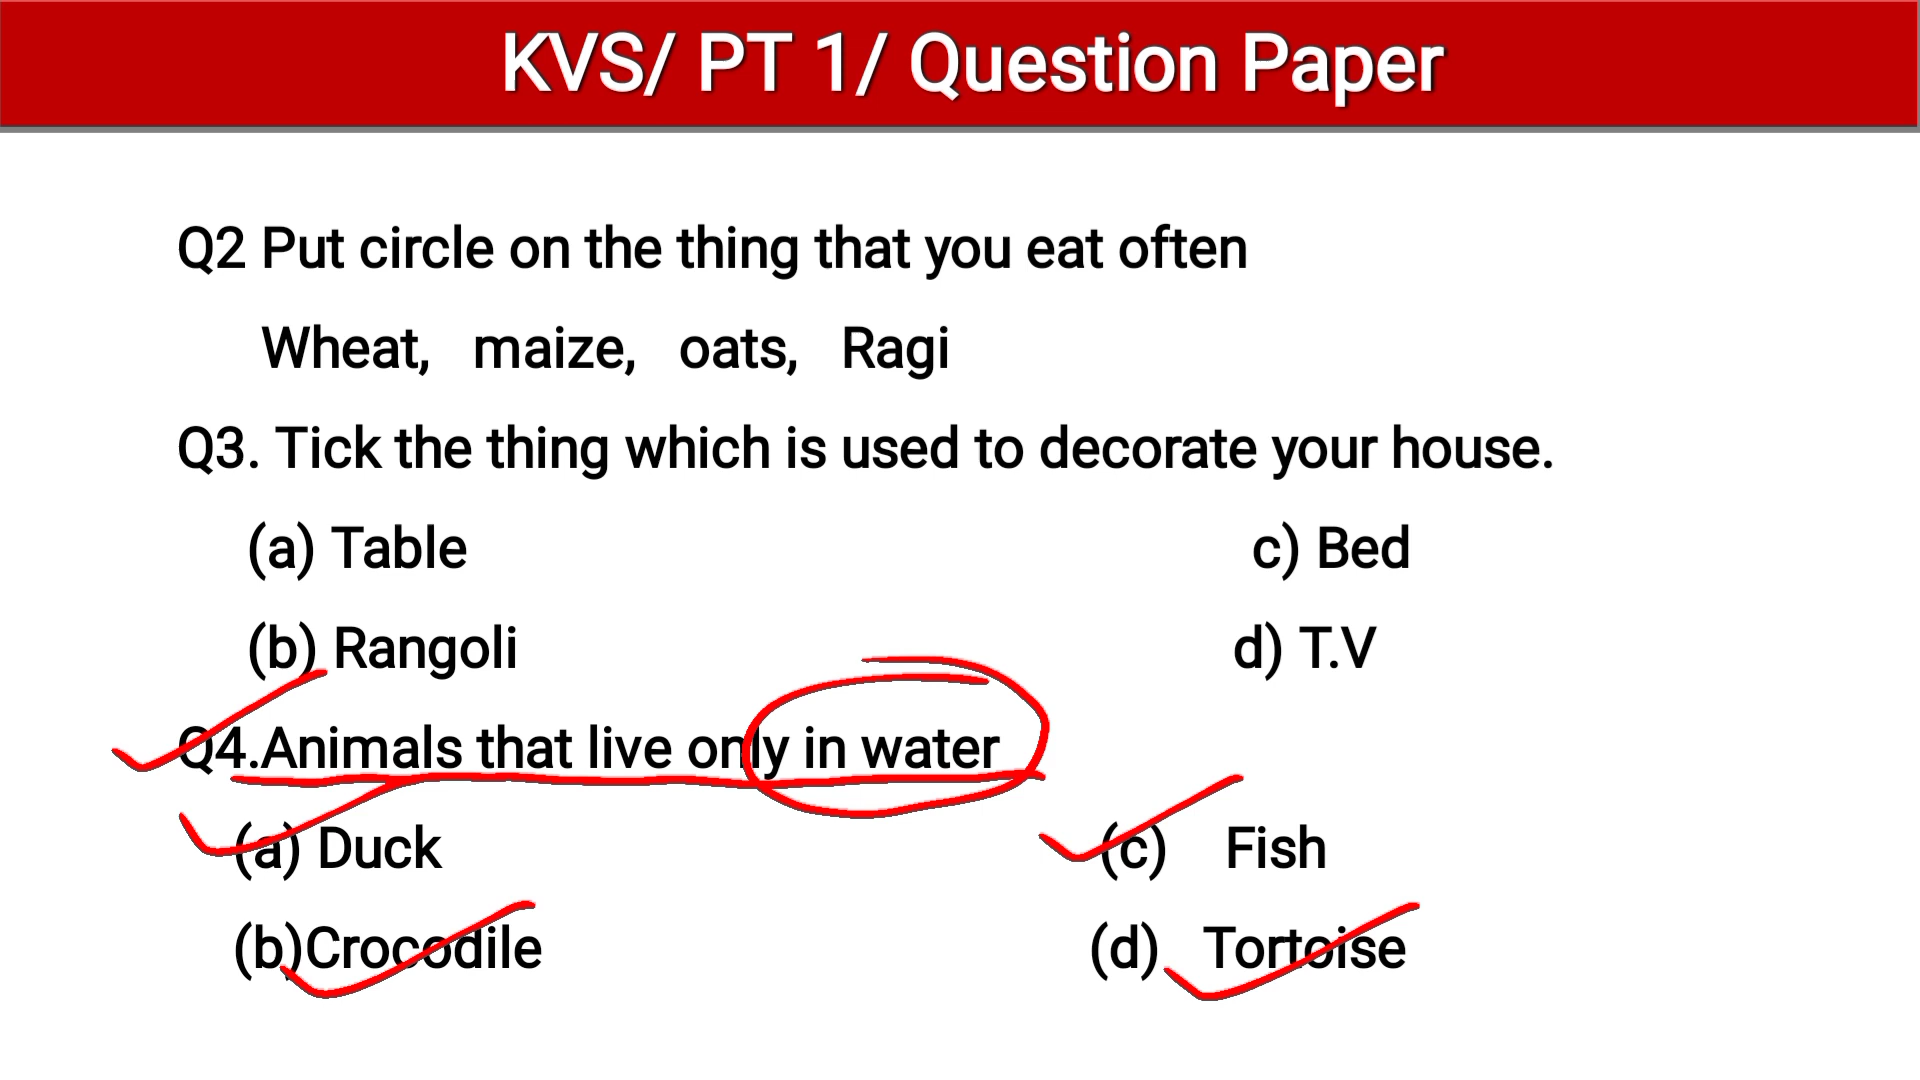 KVS/ PT 1/ Question Paper
Q2 Put circle on the thing that you eat often
Wheat, maize, oats, Ragi
Q3. Tick the thing which is used to decorate your house.
(a) Table c) Bed
(b) Rangoli d) T.V
Q4.Animals that live only in water
(a) Duck (c) Fish
(b)Crocodile (d) Tortoise